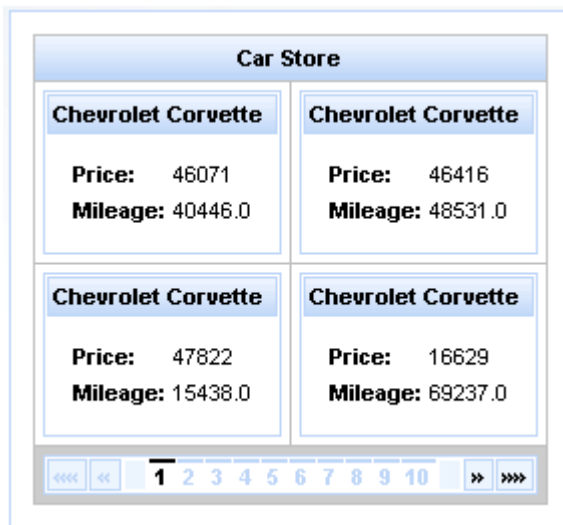 Car Store
Chevrolet Corvette
Price: 46071
Mileage: 40446.0
Chevrolet Corvette
Price: 46416
Mileage: 48531.0
Chevrolet Corvette
Price: 47822
Mileage: 15438.0
Chevrolet Corvette
Price: 16629
Mileage: 69237.0
«« « 1 2 3 4 5 6 7 8 9 10 » »»